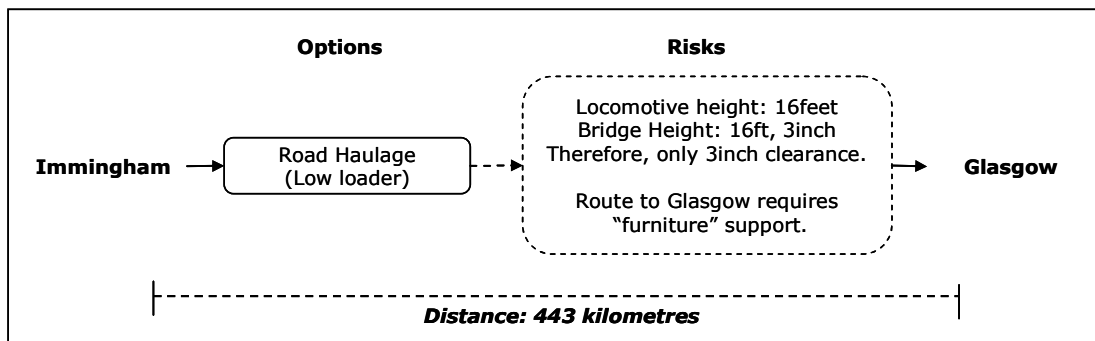 Options
Risks
Immingham
Road Haulage
(Low loader)
Locomotive height: 16feet
Bridge Height: 16ft, 3inch
Therefore, only 3inch clearance.
Route to Glasgow requires
“furniture” support.
Glasgow
Distance: 443 kilometres